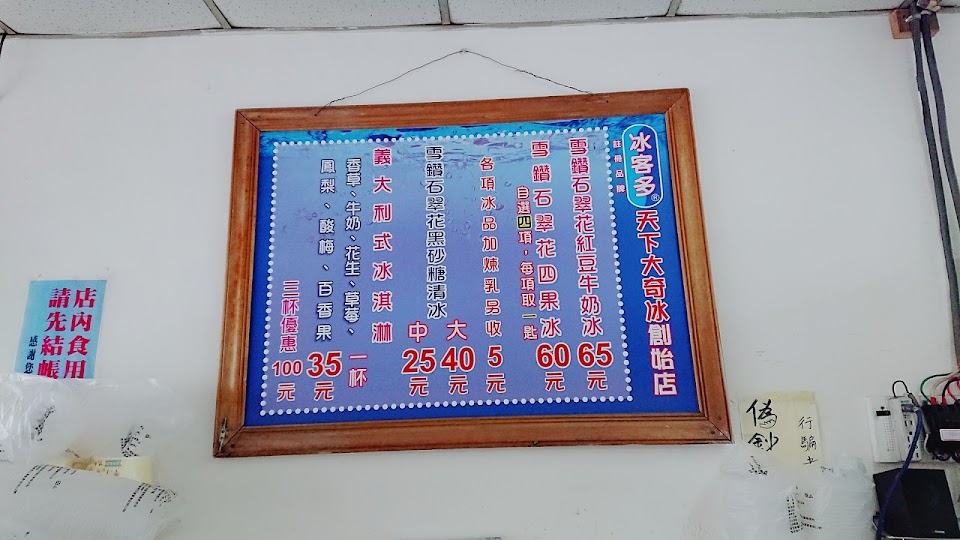 冰客多®
註冊品牌
天下大奇冰創始店
雪鑽石翠花紅豆牛奶冰 65元
雪鑽石翠花四果冰 60元
自選四項，每項取一匙
各項冰品加煉乳另收 5元
雪鑽石翠花黑砂糖清冰
大 40元
中 25元
義大利式冰淇淋
香草、牛奶、花生、草莓、
鳳梨、酸梅、百香果
一杯 35元
三杯優惠 100元
店內食用
請先結帳
感謝您
偽鈔
行騙